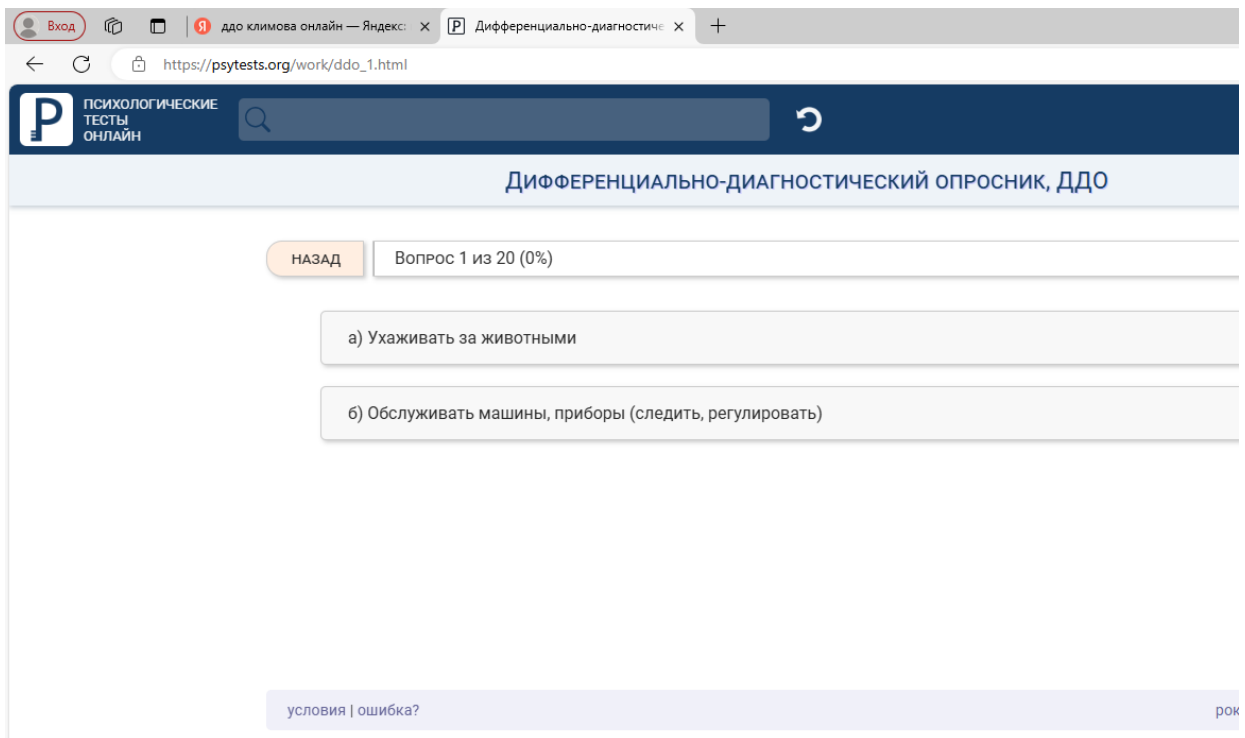 Вход
Я ддо климова онлайн — Яндекс:
Р Дифференциально-диагностиче
https://psytests.org/work/ddo_1.html
Р ПСИХОЛОГИЧЕСКИЕ
ТЕСТЫ
ОНЛАЙН
Дифференциально-диагностический опросник, ДДО
НАЗАД
Вопрос 1 из 20 (0%)
а) Ухаживать за животными
б) Обслуживать машины, приборы (следить, регулировать)
условия | ошибка?
рок